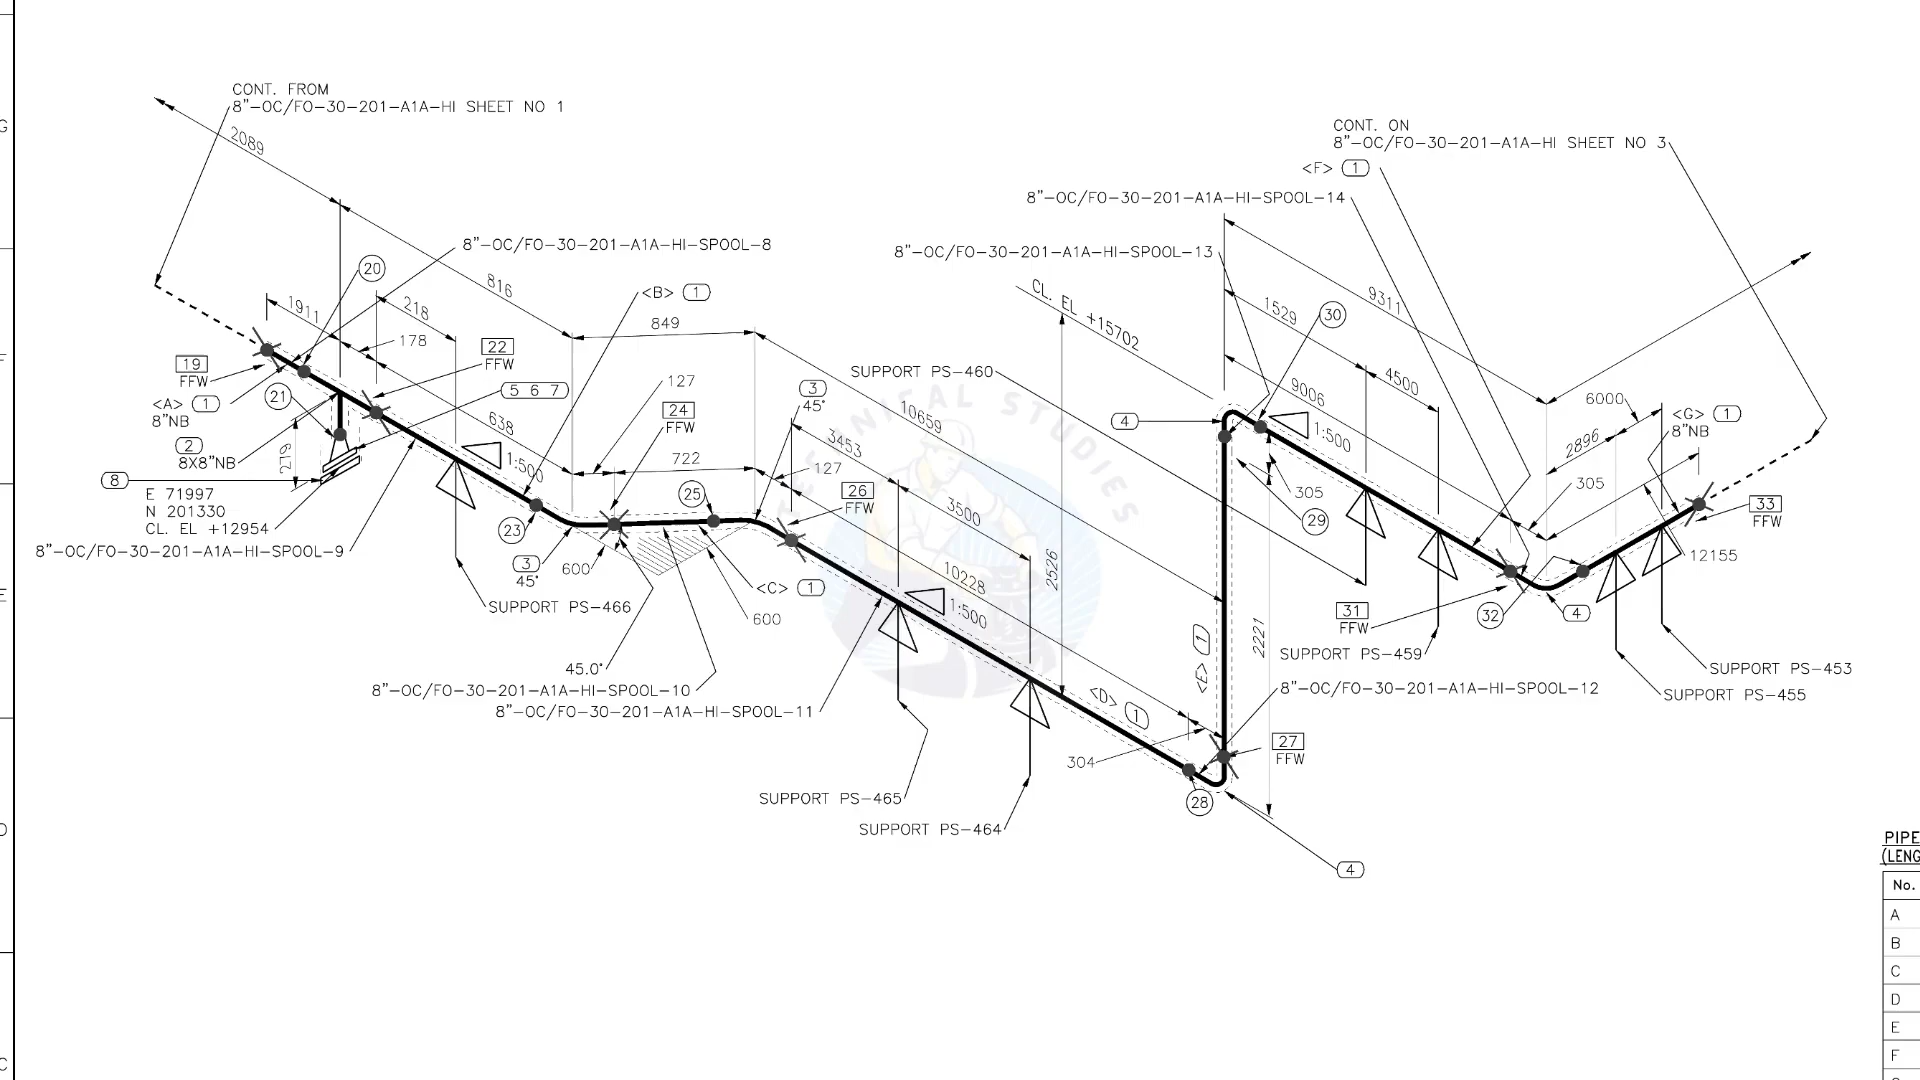 CONT. FROM
8"-OC/FO-30-201-A1A-HI SHEET NO 1
2089
8"-OC/FO-30-201-A1A-HI-SPOOL-8
20
816
<B> 1
1911
218
178
849
19
FFW
22
FFW
5 6 7
<A> 1
8"NB
21
2
8X8"NB
279
638
127
24
FFW
3
45°
8
E 71997
N 201330
CL. EL +12954
8"-OC/FO-30-201-A1A-HI-SPOOL-9
1:500
722
23
25
3
45°
600
SUPPORT PS-466
<C> 1
600
45.0°
8"-OC/FO-30-201-A1A-HI-SPOOL-10
8"-OC/FO-30-201-A1A-HI-SPOOL-11
CONT. ON
8"-OC/FO-30-201-A1A-HI SHEET NO 3
<F> 1
8"-OC/FO-30-201-A1A-HI-SPOOL-14
8"-OC/FO-30-201-A1A-HI-SPOOL-13
CL. EL +15702
9311
1529
30
4500
SUPPORT PS-460
9006
10659
3453
127
26
FFW
3500
10228
1:500
2526
4
1:500
305
29
6000
<G> 1
8"NB
2896
305
33
FFW
12155
31
FFW
32
4
SUPPORT PS-459
SUPPORT PS-453
SUPPORT PS-455
<E> 1
2221
8"-OC/FO-30-201-A1A-HI-SPOOL-12
<D> 1
27
FFW
304
28
SUPPORT PS-465
SUPPORT PS-464
4
TECHNICAL STUDIES
G
F
E
D
C
PIPE
(LENG
No.
A
B
C
D
E
F